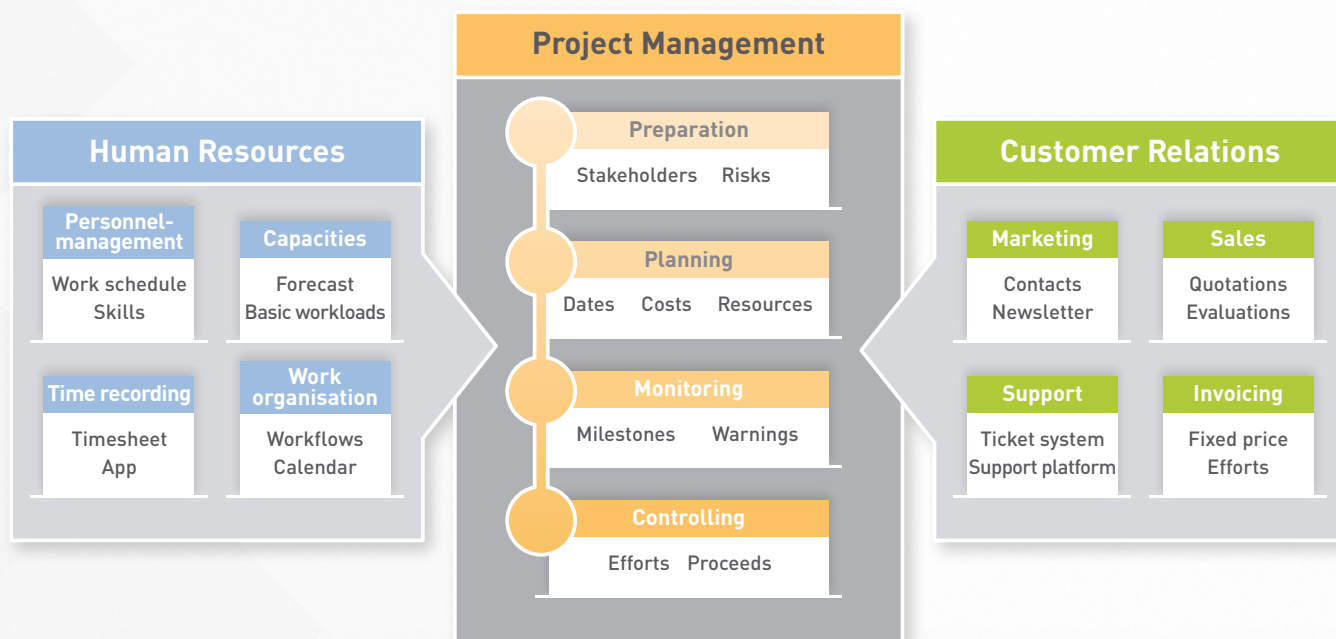 Project Management
Preparation
Stakeholders Risks
Planning
Dates Costs Resources
Monitoring
Milestones Warnings
Controlling
Efforts Proceeds
Human Resources
Personnel-
management
Work schedule
Skills
Capacities
Forecast
Basic workloads
Time recording
Timesheet
App
Work
organisation
Workflows
Calendar
Customer Relations
Marketing
Contacts
Newsletter
Sales
Quotations
Evaluations
Support
Ticket system
Support platform
Invoicing
Fixed price
Efforts